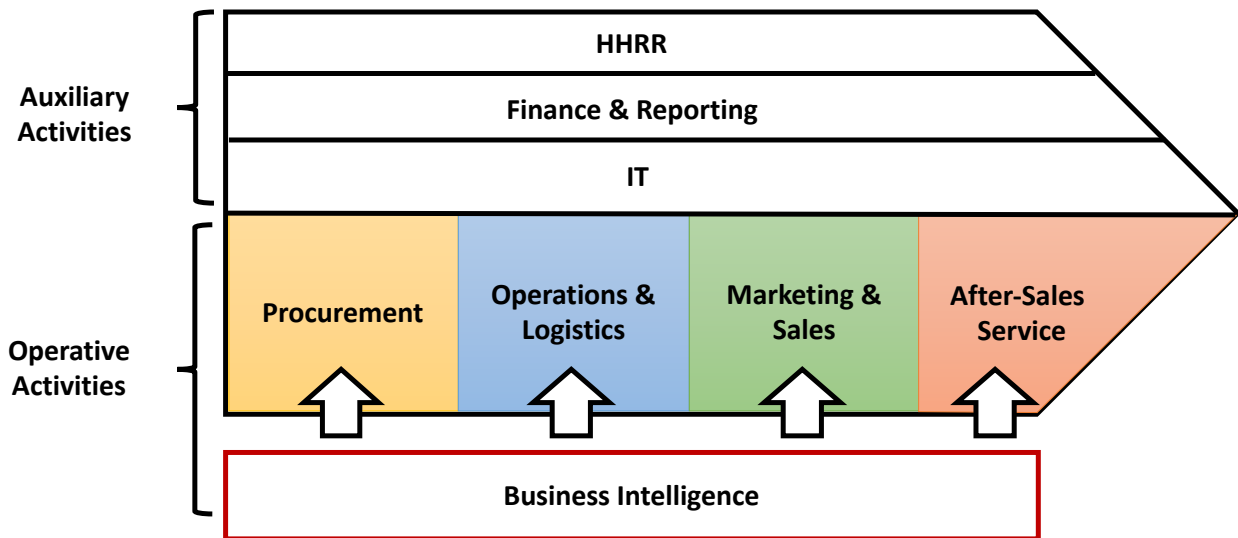 HHRR
Auxiliary
Activities
Finance & Reporting
IT
Procurement
Operations &
Logistics
Marketing &
Sales
After-Sales
Service
Operative
Activities
Business Intelligence